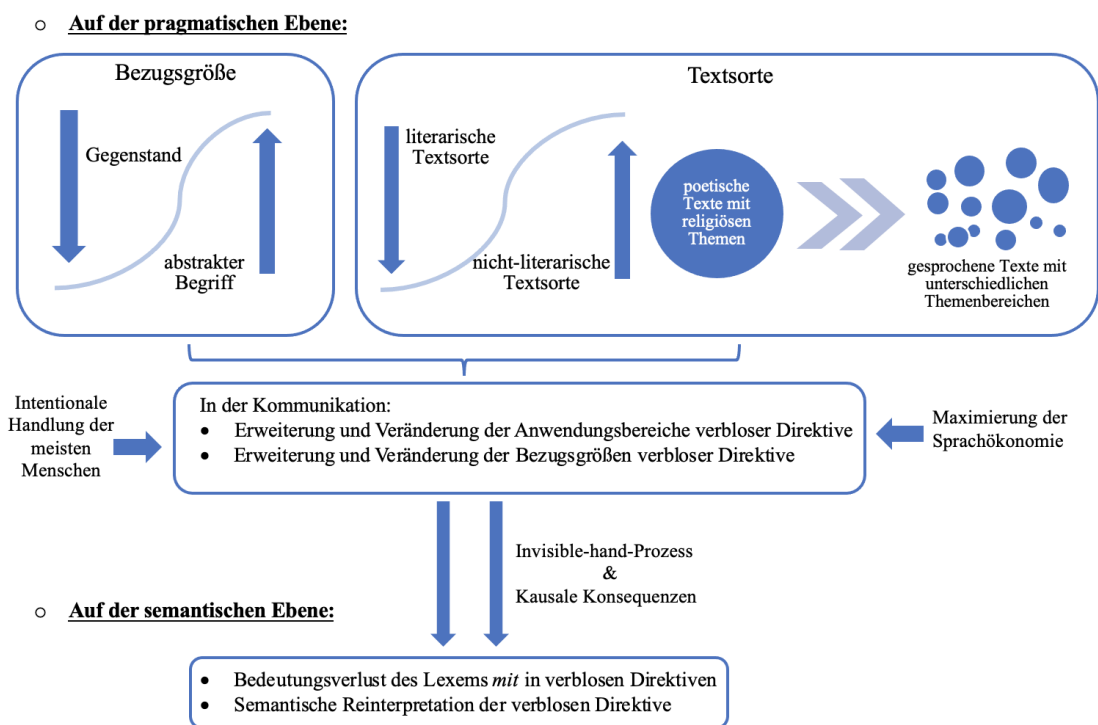 o Auf der pragmatischen Ebene:
Bezugsgröße
Gegenstand
abstrakter
Begriff
Textsorte
literarische
Textsorte
nicht-literarische
Textsorte
poetische
Texte mit
religiösen
Themen
gesprochene Texte mit
unterschiedlichen
Themenbereichen
Intentionale
Handlung der
meisten
Menschen
In der Kommunikation:
• Erweiterung und Veränderung der Anwendungsbereiche verbloser Direktive
• Erweiterung und Veränderung der Bezugsgrößen verbloser Direktive
Maximierung der
Sprachökonomie
Invisible-hand-Prozess
&
Kausale Konsequenzen
o Auf der semantischen Ebene:
• Bedeutungsverlust des Lexems mit in verblosen Direktiven
• Semantische Reinterpretation der verblosen Direktive